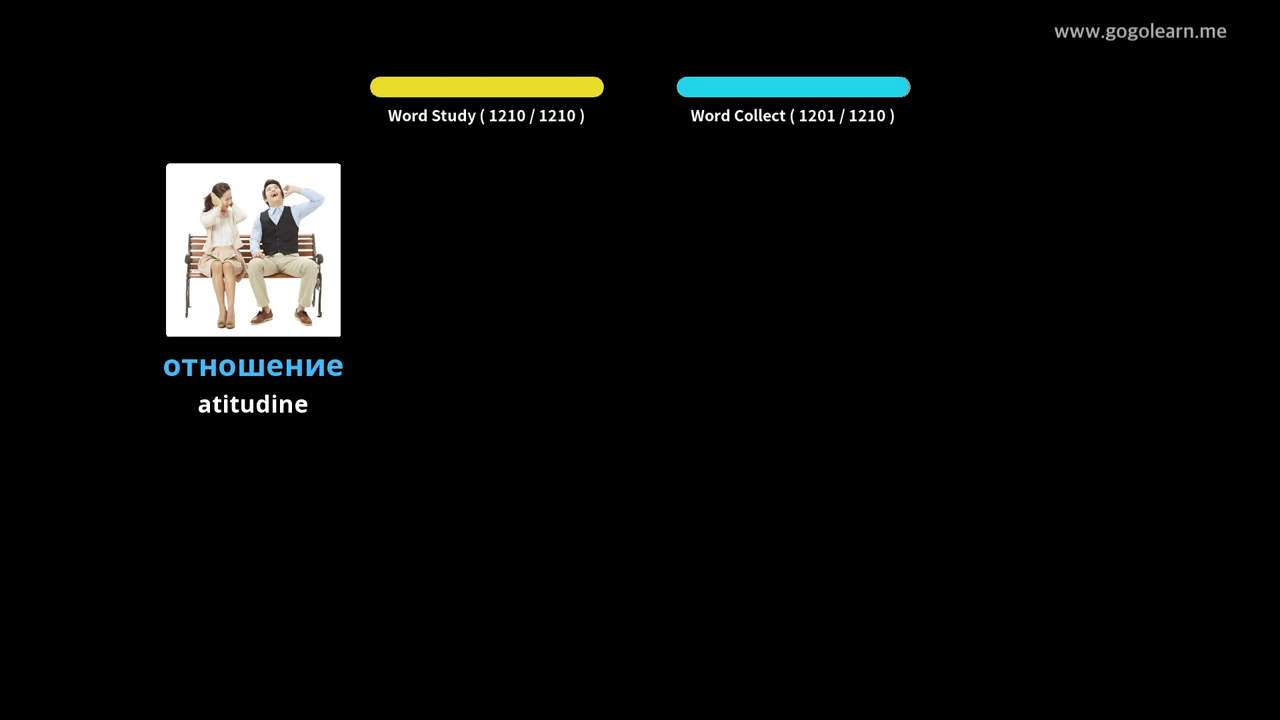 www.gogolearn.me
Word Study ( 1210 / 1210 )
Word Collect ( 1201 / 1210 )
отношение
atitudine